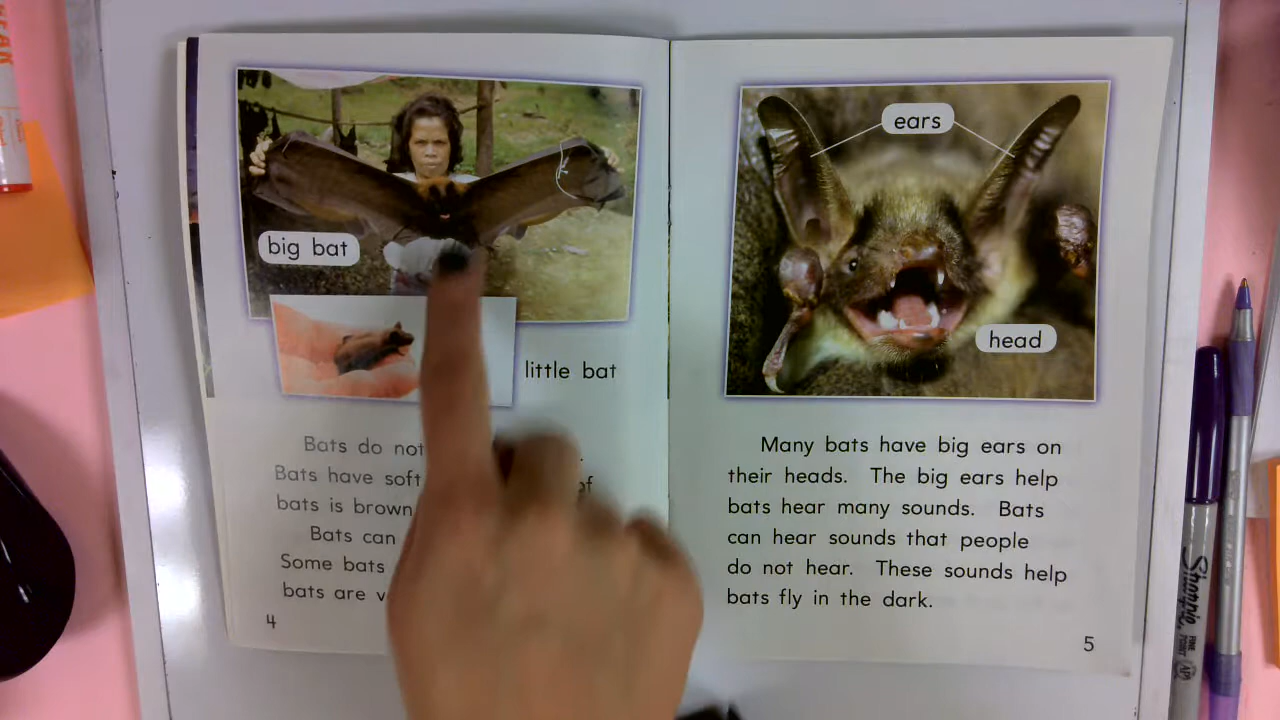 big bat
little bat
Bats do not
Bats have soft of
bats is brown
Bats can
Some bats
bats are
4
ears
head
Many bats have big ears on
their heads. The big ears help
bats hear many sounds. Bats
can hear sounds that people
do not hear. These sounds help
bats fly in the dark.
5
Sharpie
FINE
POINT